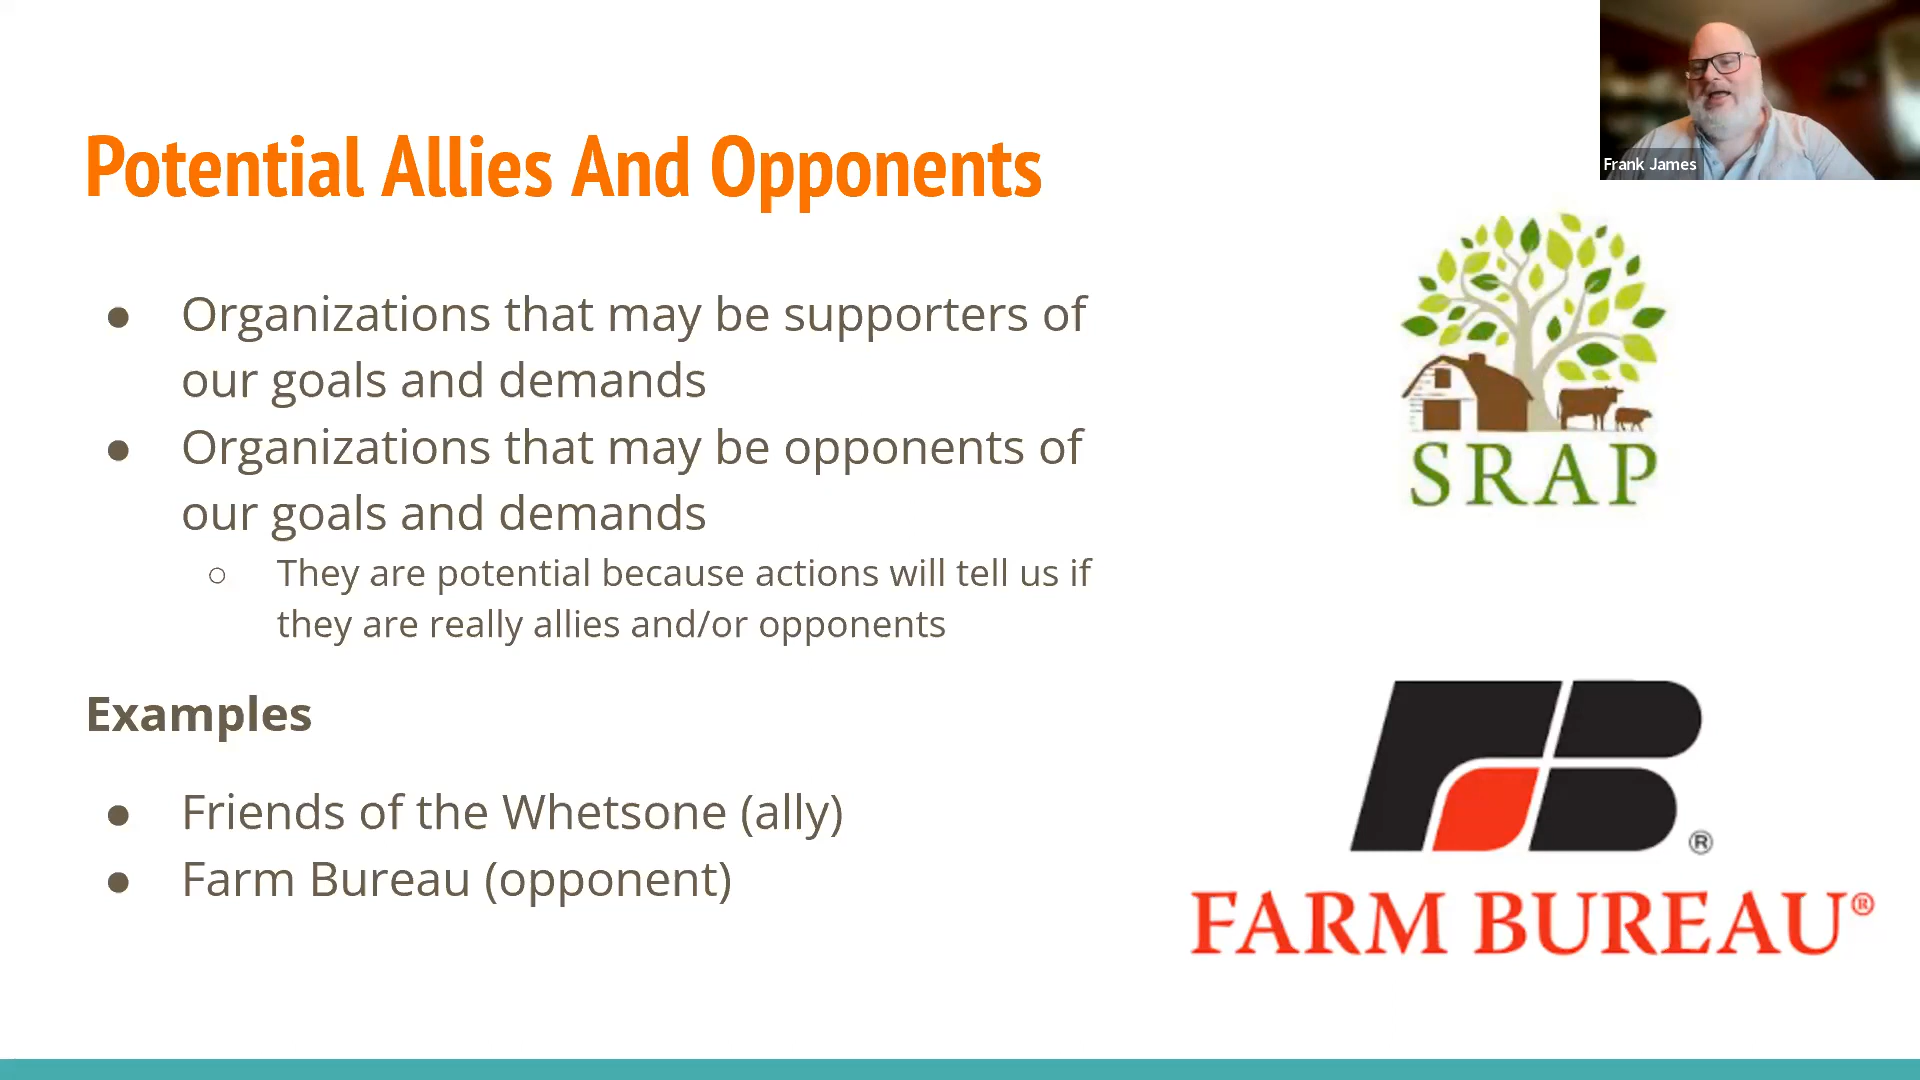 Potential Allies And Opponents
Frank James
● Organizations that may be supporters of
our goals and demands
● Organizations that may be opponents of
our goals and demands
○ They are potential because actions will tell us if
they are really allies and/or opponents
Examples
● Friends of the Whetsone (ally)
● Farm Bureau (opponent)
SRAP
FB®
FARM BUREAU®